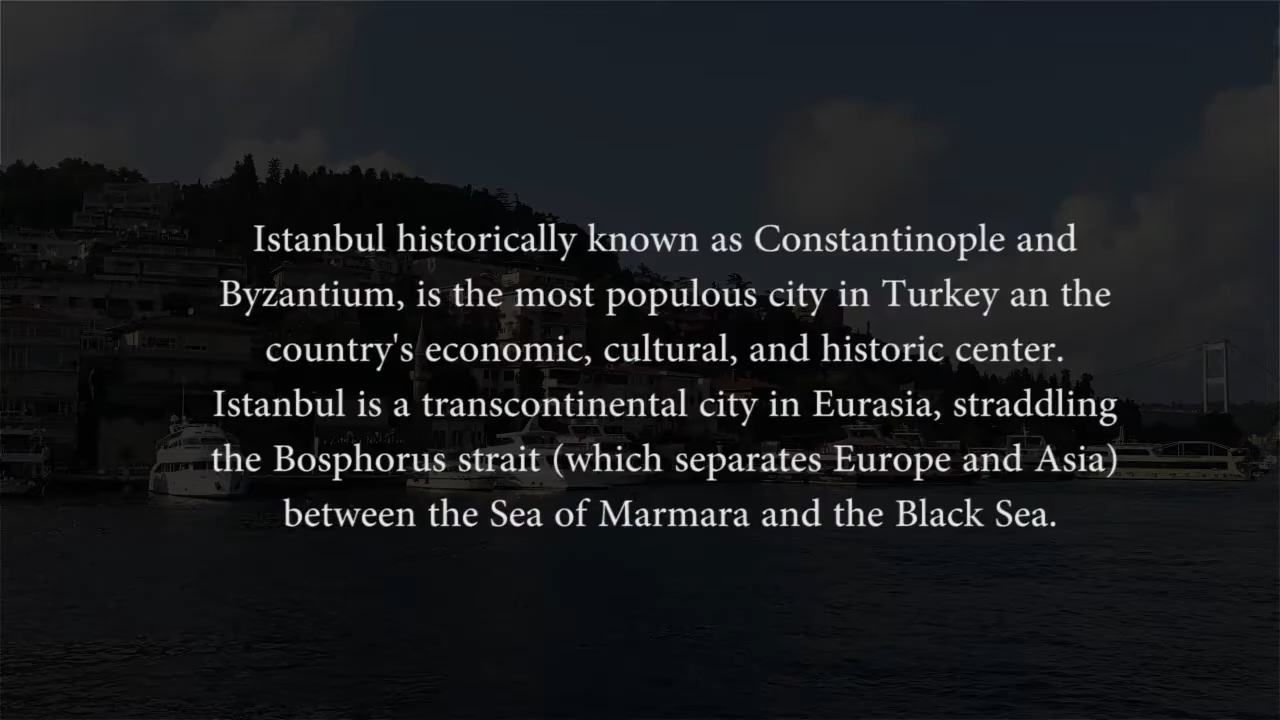 Istanbul historically known as Constantinople and
Byzantium, is the most populous city in Turkey an the
country's economic, cultural, and historic center.
Istanbul is a transcontinental city in Eurasia, straddling
the Bosphorus strait (which separates Europe and Asia)
between the Sea of Marmara and the Black Sea.